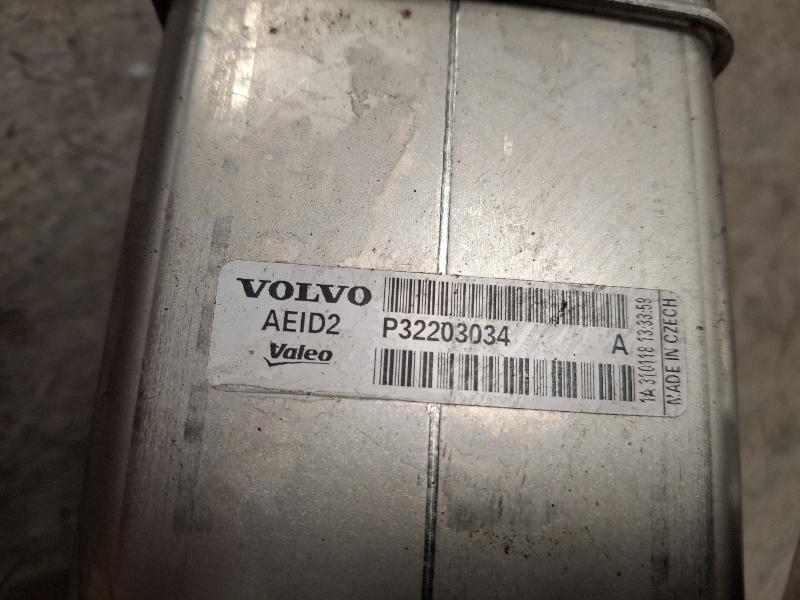 VOLVO
AEID2
Valeo
P32203034 A
1A 310118 13:33:59
MADE IN CZECH